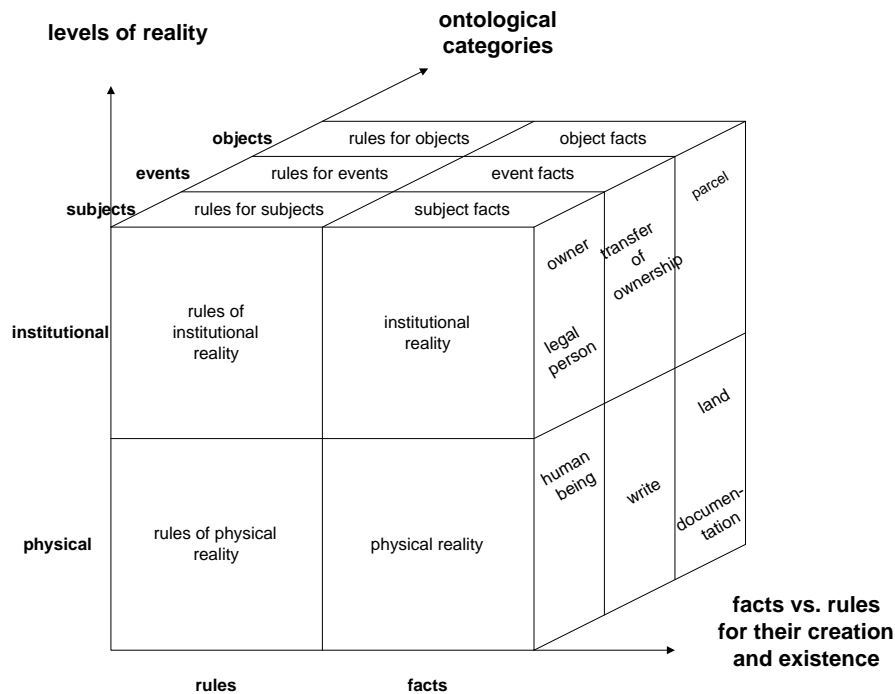 levels of reality
ontological
categories
objects
rules for objects
object facts
events
rules for events
event facts
subjects
rules for subjects
subject facts
parcel
owner
transfer
of
ownership
institutional
rules of
institutional
reality
institutional
reality
legal
person
land
human
being
write
documen-
tation
physical
rules of physical
reality
physical reality
facts vs. rules
for their creation
and existence
rules
facts